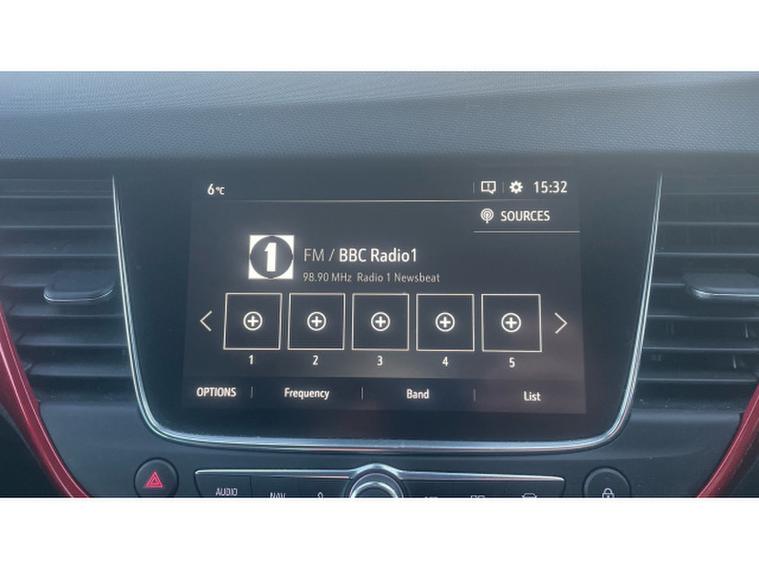 6°C 15:32
SOURCES
1 FM / BBC Radio1
98.90 MHz Radio 1 Newsbeat
1 2 3 4 5
OPTIONS Frequency Band List
AUDIO NAV